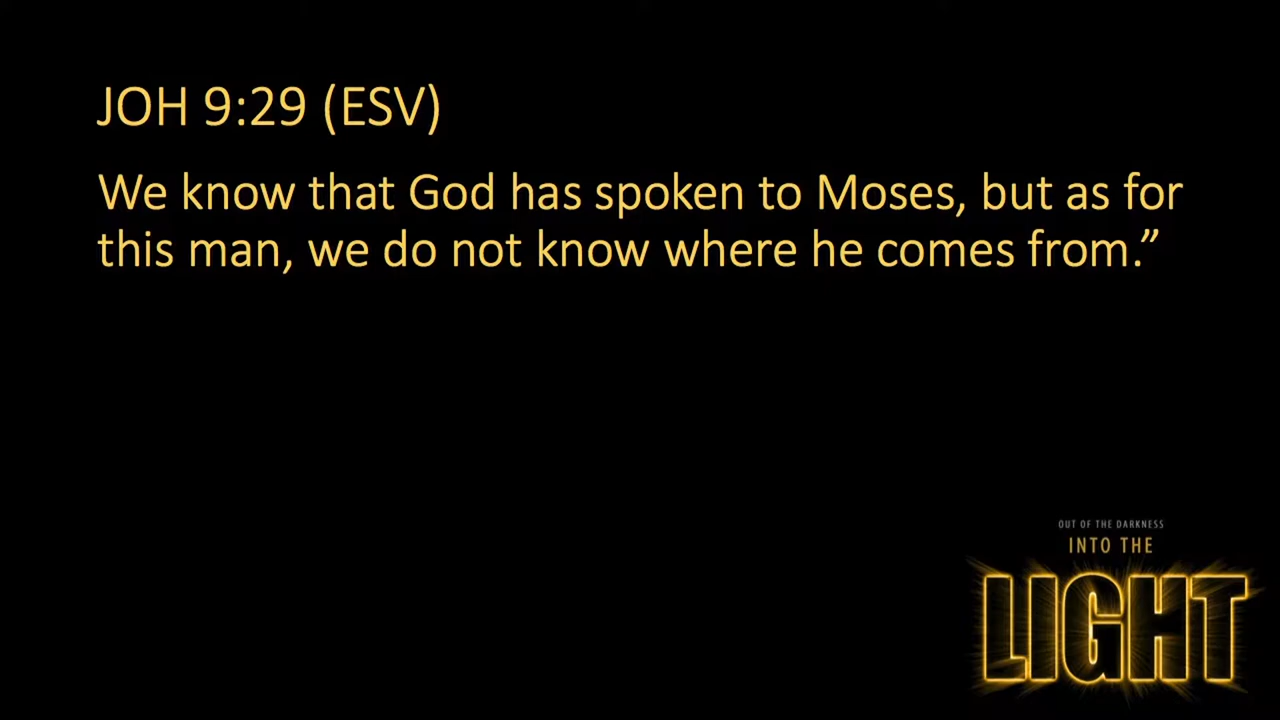 JOH 9:29 (ESV)
We know that God has spoken to Moses, but as for
this man, we do not know where he comes from.”
OUT OF THE DARKNESS
INTO THE
LIGHT